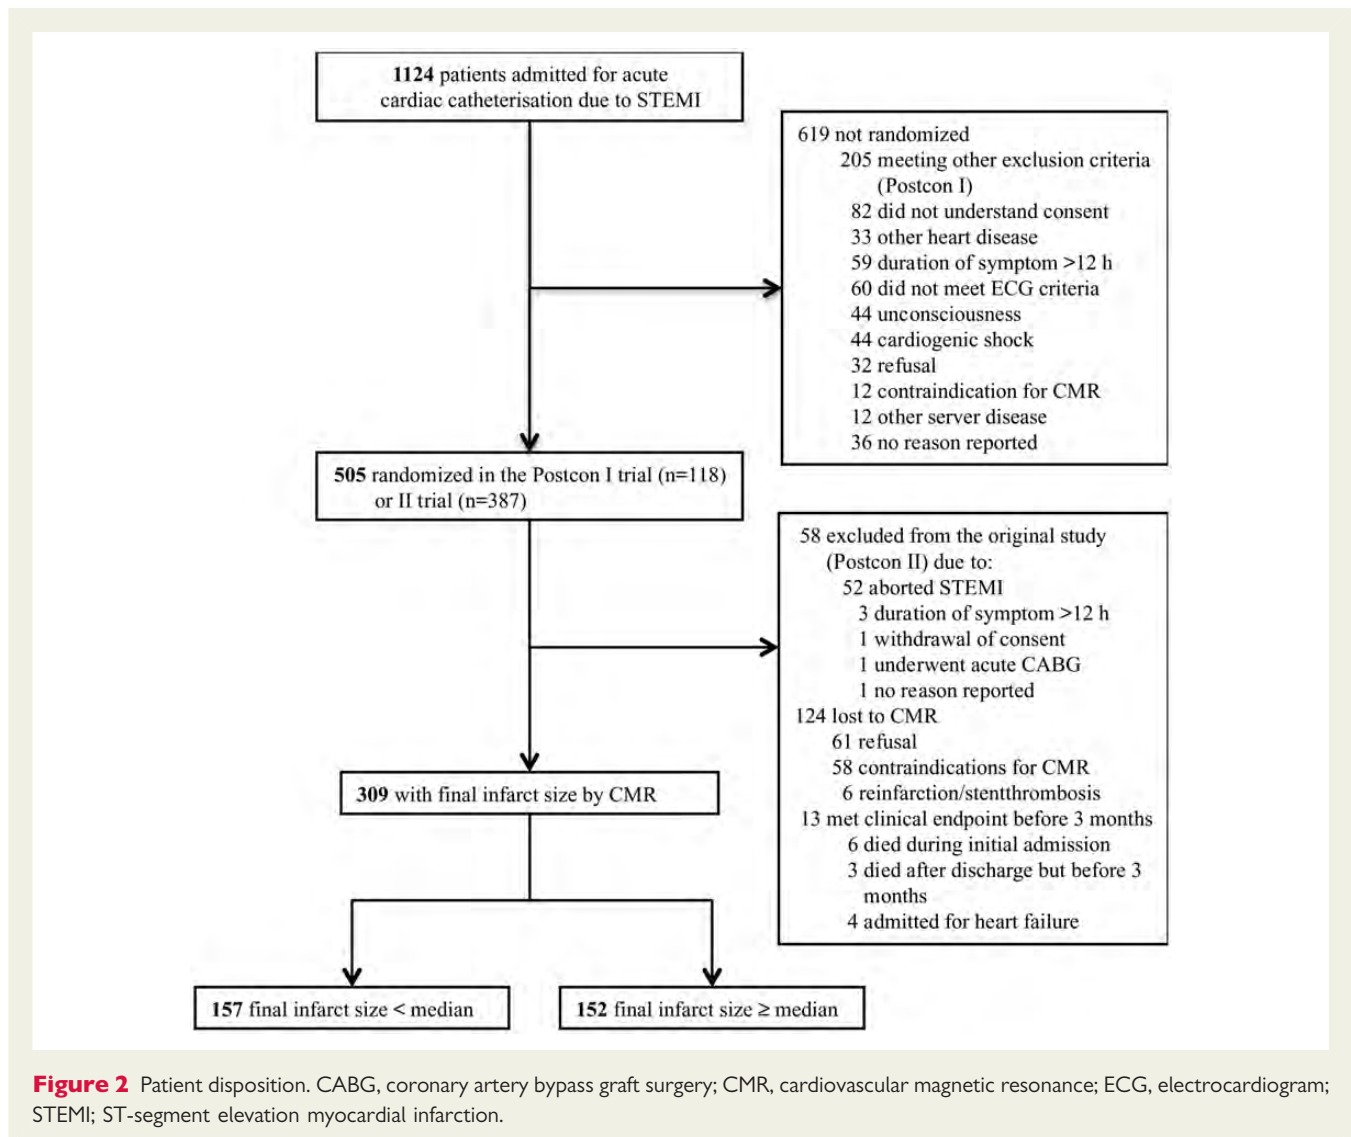 1124 patients admitted for acute
cardiac catheterisation due to STEMI
619 not randomized
205 meeting other exclusion criteria
(Postcon I)
82 did not understand consent
33 other heart disease
59 duration of symptom >12 h
60 did not meet ECG criteria
44 unconsciousness
44 cardiogenic shock
32 refusal
12 contraindication for CMR
12 other server disease
36 no reason reported
505 randomized in the Postcon I trial (n=118)
or II trial (n=387)
58 excluded from the original study
(Postcon II) due to:
52 aborted STEMI
3 duration of symptom >12 h
1 withdrawal of consent
1 underwent acute CABG
1 no reason reported
124 lost to CMR
61 refusal
58 contraindications for CMR
6 reinfarction/stentthrombosis
13 met clinical endpoint before 3 months
6 died during initial admission
3 died after discharge but before 3
months
4 admitted for heart failure
309 with final infarct size by CMR
157 final infarct size < median
152 final infarct size ≥ median
Figure 2 Patient disposition. CABG, coronary artery bypass graft surgery; CMR, cardiovascular magnetic resonance; ECG, electrocardiogram;
STEMI; ST-segment elevation myocardial infarction.